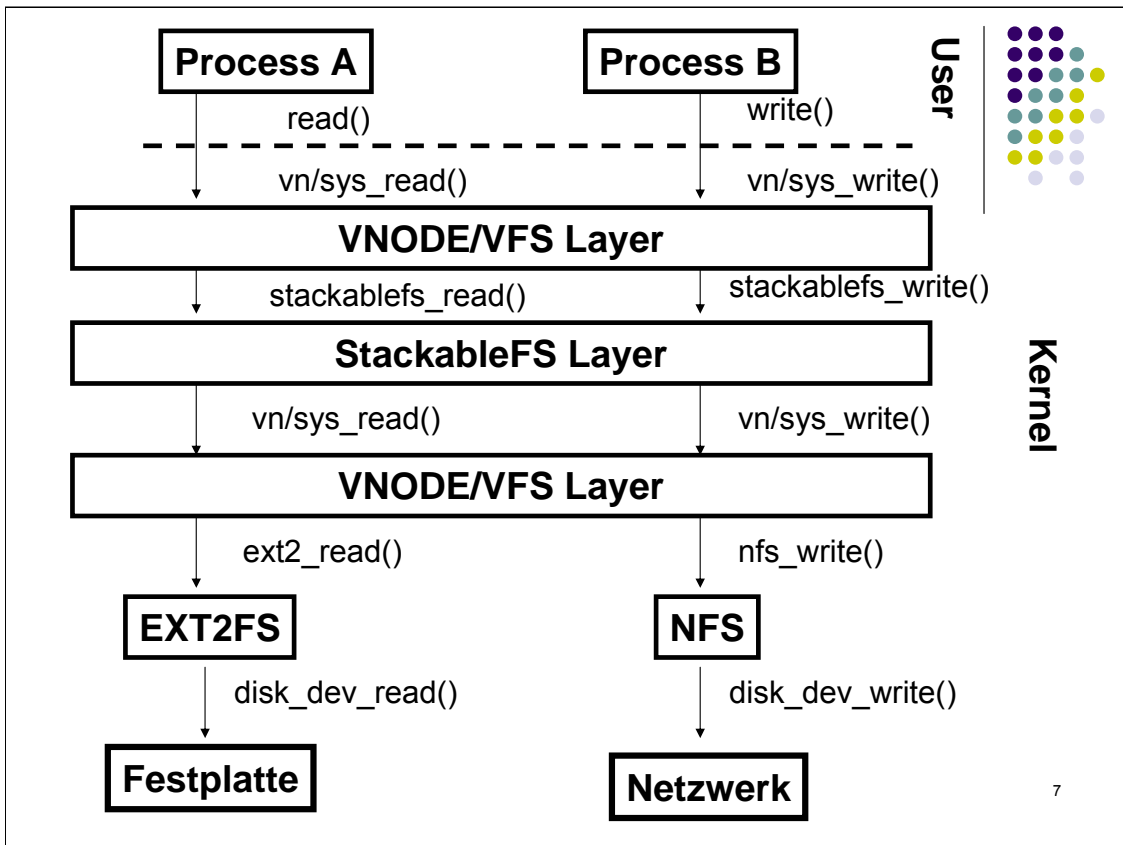 Process A
Process B
User
read()
write()
vn/sys_read()
vn/sys_write()
VNODE/VFS Layer
stackablefs_read()
stackablefs_write()
StackableFS Layer
Kernel
vn/sys_read()
vn/sys_write()
VNODE/VFS Layer
ext2_read()
nfs_write()
EXT2FS
NFS
disk_dev_read()
disk_dev_write()
Festplatte
Netzwerk
7